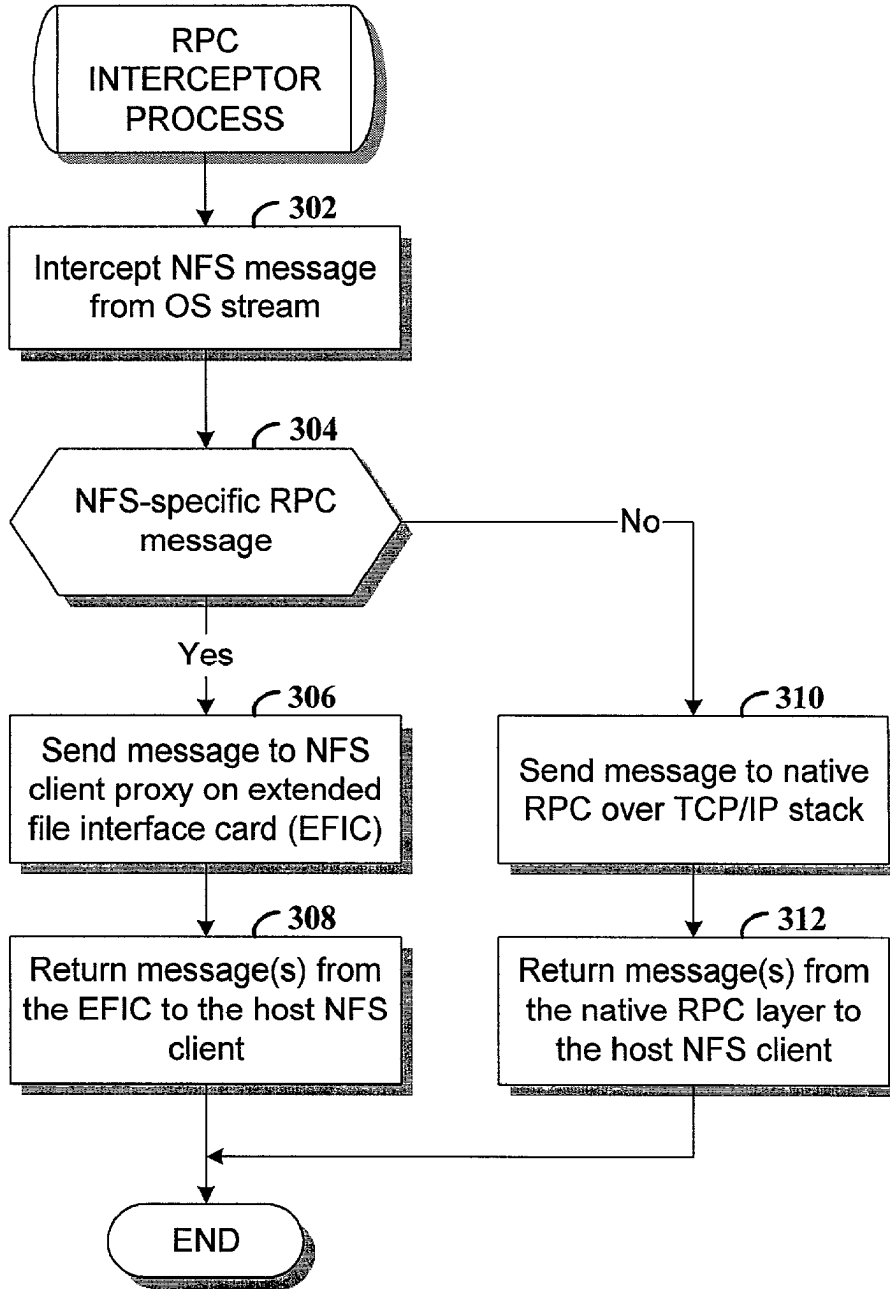 RPC
INTERCEPTOR
PROCESS
302
Intercept NFS message
from OS stream
304
NFS-specific RPC
message
No
Yes
306
Send message to NFS
client proxy on extended
file interface card (EFIC)
310
Send message to native
RPC over TCP/IP stack
308
Return message(s) from
the EFIC to the host NFS
client
312
Return message(s) from
the native RPC layer to
the host NFS client
END